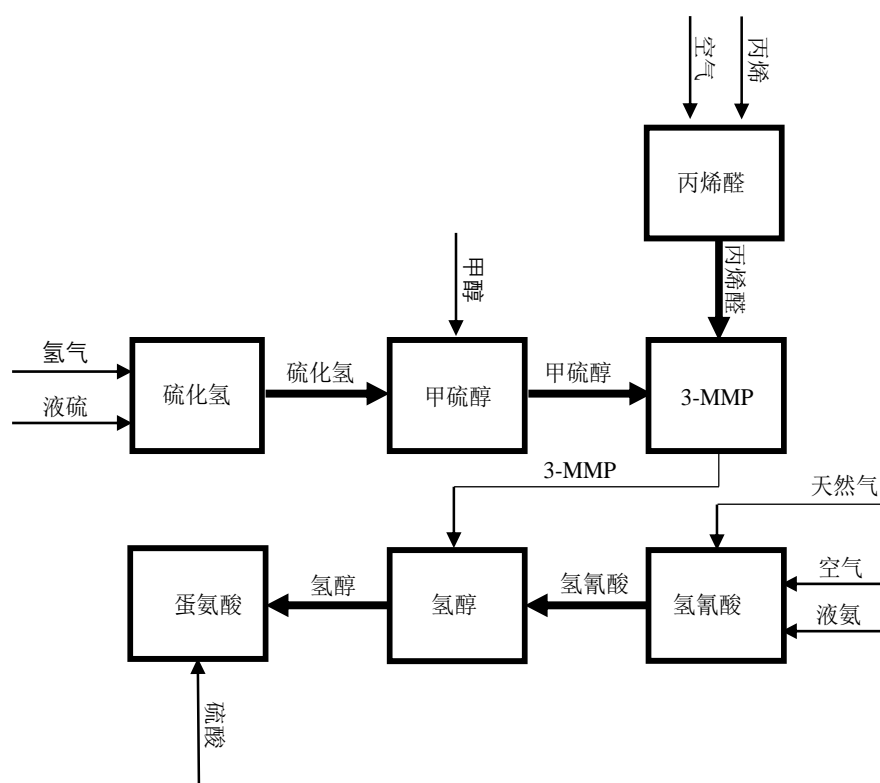 空气
丙烯
丙烯醛
丙烯醛
甲醇
氢气
液硫
硫化氢
硫化氢
甲硫醇
甲硫醇
3-MMP
3-MMP
天然气
空气
液氨
蛋氨酸
氢醇
氢醇
氢氰酸
氢氰酸
硫酸